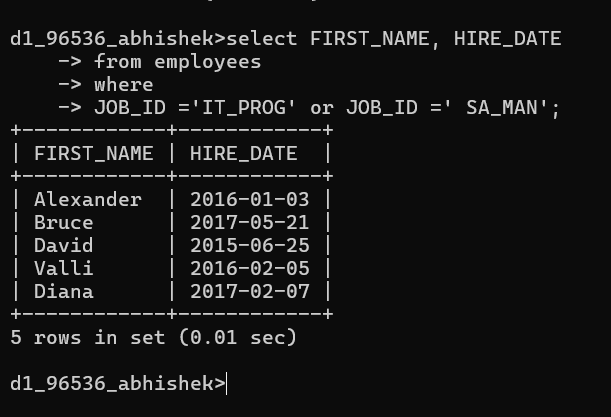 d1_96536_abhishek>select FIRST_NAME, HIRE_DATE
    -> from employees
    -> where
    -> JOB_ID ='IT_PROG' or JOB_ID =' SA_MAN';
+------------+------------+
| FIRST_NAME | HIRE_DATE  |
+------------+------------+
| Alexander  | 2016-01-03 |
| Bruce      | 2017-05-21 |
| David      | 2015-06-25 |
| Valli      | 2016-02-05 |
| Diana      | 2017-02-07 |
+------------+------------+
5 rows in set (0.01 sec)
d1_96536_abhishek>